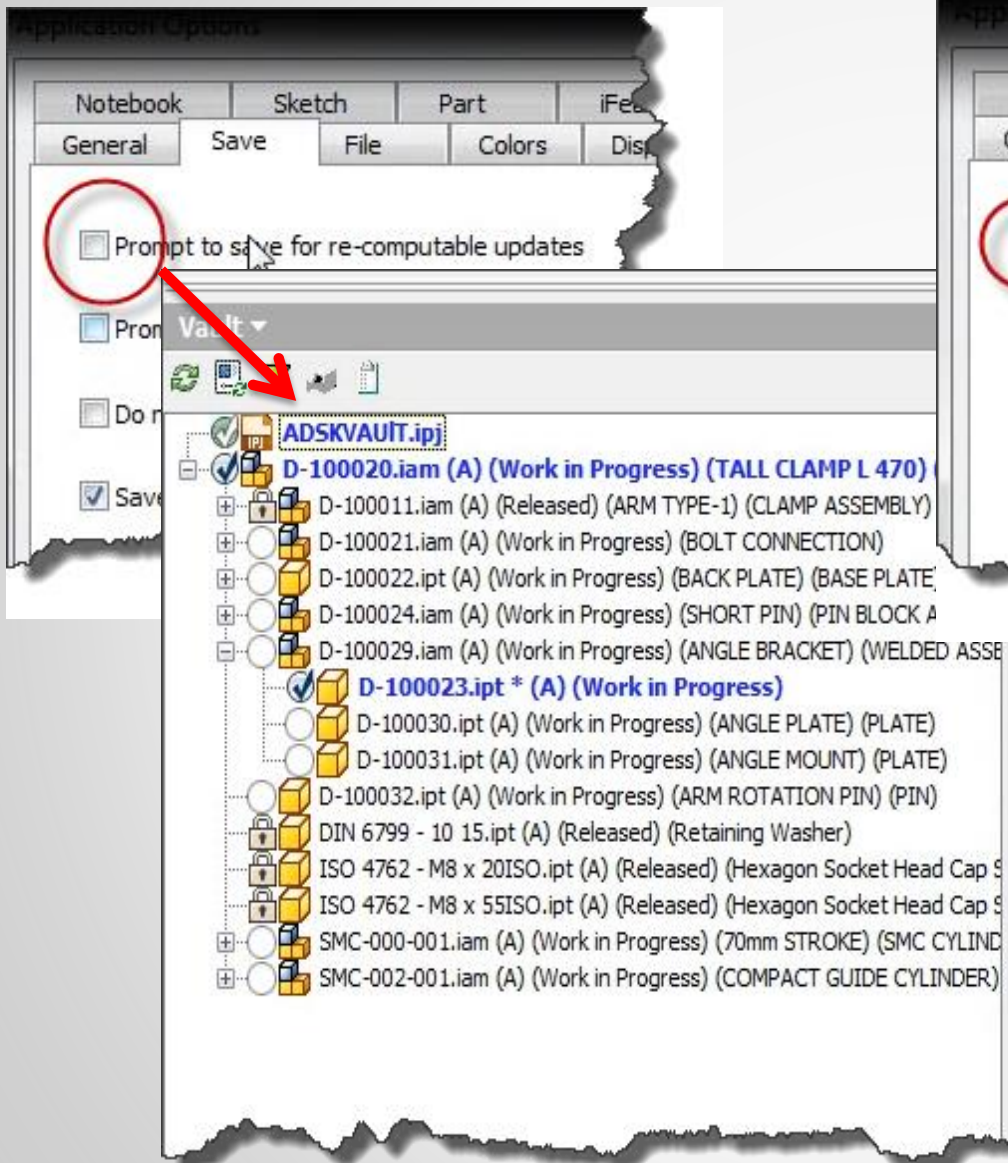 Application Options
Notebook Sketch Part iFea
General Save File Colors Disp
Prompt to save for re-computable updates
Pron
Do n
Save
Vault
ADSKVAUlT.ipj
D-100020.iam (A) (Work in Progress) (TALL CLAMP L 470) (
D-100011.iam (A) (Released) (ARM TYPE-1) (CLAMP ASSEMBLY)
D-100021.iam (A) (Work in Progress) (BOLT CONNECTION)
D-100022.ipt (A) (Work in Progress) (BACK PLATE) (BASE PLATE)
D-100024.iam (A) (Work in Progress) (SHORT PIN) (PIN BLOCK A
D-100029.iam (A) (Work in Progress) (ANGLE BRACKET) (WELDED ASSE
D-100023.ipt * (A) (Work in Progress)
D-100030.ipt (A) (Work in Progress) (ANGLE PLATE) (PLATE)
D-100031.ipt (A) (Work in Progress) (ANGLE MOUNT) (PLATE)
D-100032.ipt (A) (Work in Progress) (ARM ROTATION PIN) (PIN)
DIN 6799 - 10 15.ipt (A) (Released) (Retaining Washer)
ISO 4762 - M8 x 20ISO.ipt (A) (Released) (Hexagon Socket Head Cap S
ISO 4762 - M8 x 55ISO.ipt (A) (Released) (Hexagon Socket Head Cap S
SMC-000-001.iam (A) (Work in Progress) (70mm STROKE) (SMC CYLIND
SMC-002-001.iam (A) (Work in Progress) (COMPACT GUIDE CYLINDER)
App